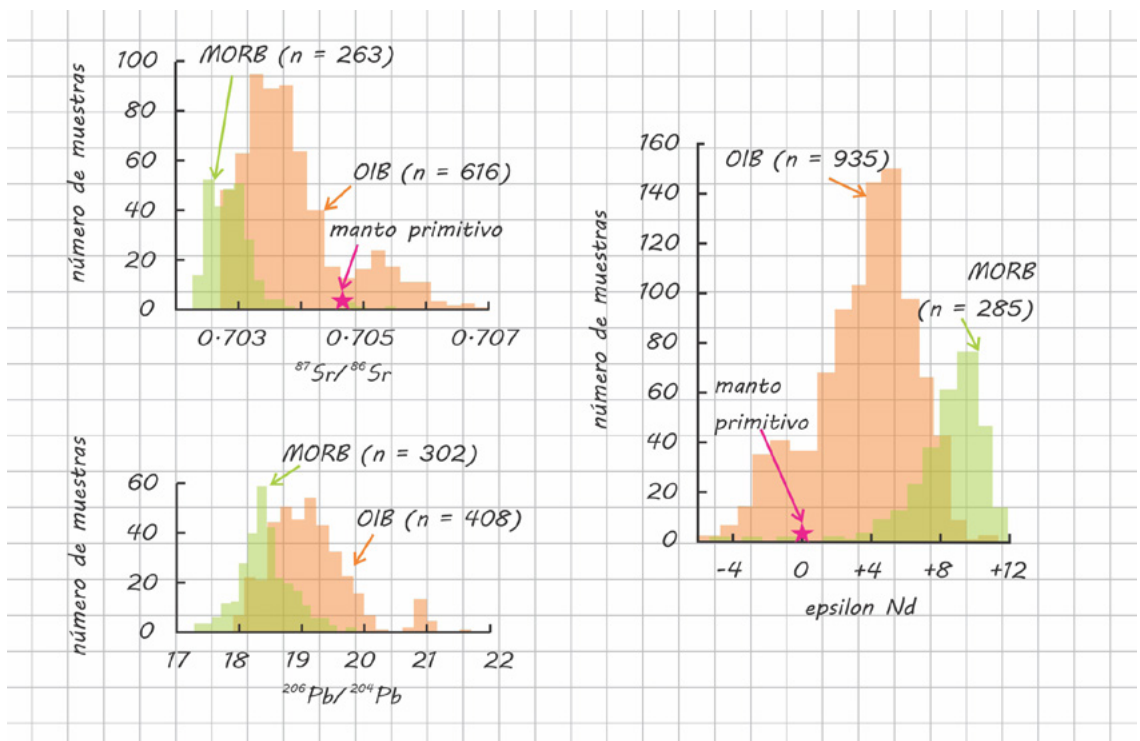 número de muestras
100
80
60
40
20
0
MORB (n = 263)
OIB (n = 616)
manto primitivo
0.703
0.705
0.707
⁸⁷Sr/⁸⁶Sr
número de muestras
60
40
20
0
MORB (n = 302)
OIB (n = 408)
17
18
19
20
21
22
²⁰⁶Pb/²⁰⁴Pb
número de muestras
160
140
120
100
80
60
40
20
0
OIB (n = 935)
MORB
(n = 285)
manto
primitivo
-4
0
+4
+8
+12
epsilon Nd